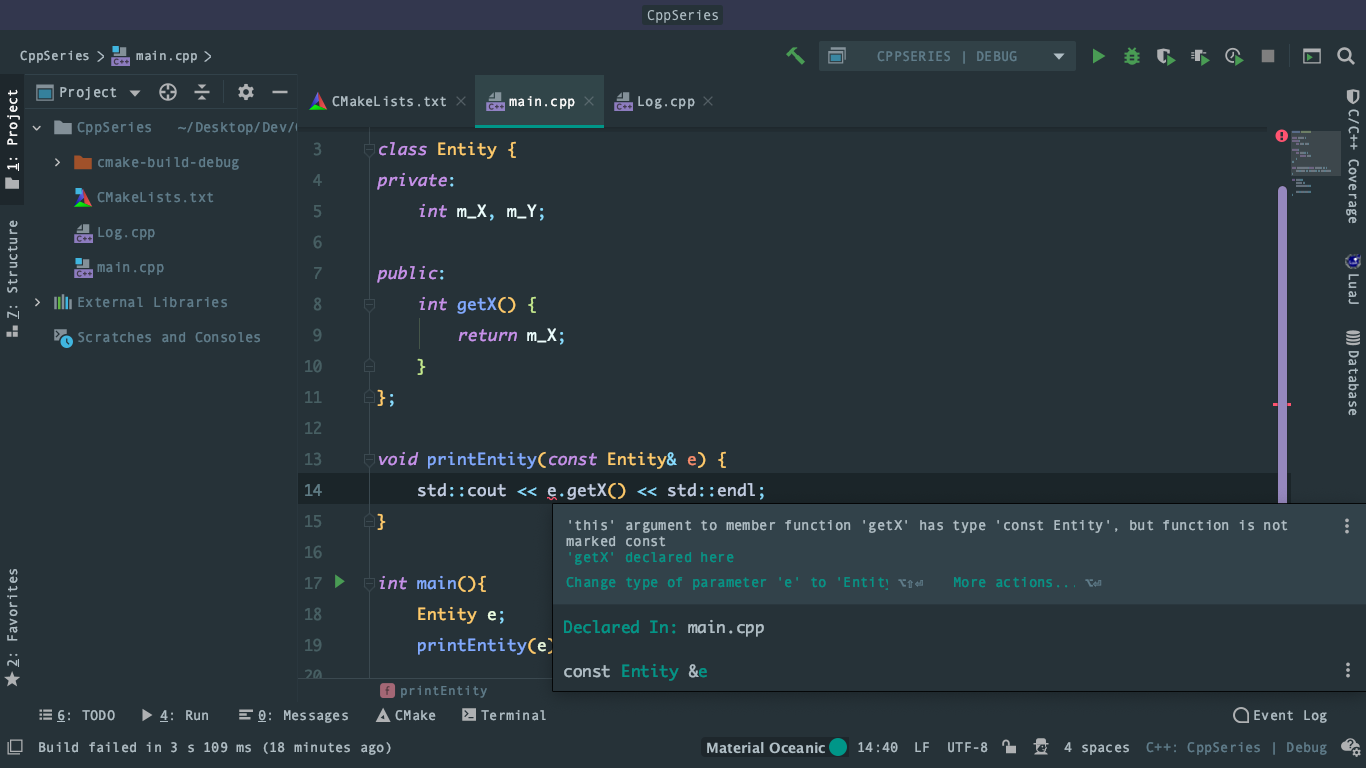 CppSeries
CppSeries > main.cpp >
CPPSERIES | DEBUG
1: Project
Z: Structure
2: Favorites
Project
CppSeries ~/Desktop/Dev/
cmake-build-debug
CMakeLists.txt
Log.cpp
main.cpp
External Libraries
Scratches and Consoles
CMakeLists.txt
main.cpp
Log.cpp
3 class Entity {
4 private:
5 int m_X, m_Y;
6
7 public:
8 int getX() {
9 return m_X;
10 }
11 };
12
13 void printEntity(const Entity& e) {
14 std::cout << e.getX() << std::endl;
15 }
16
17 int main(){
18 Entity e;
19 printEntity(e)
20
'this' argument to member function 'getX' has type 'const Entity', but function is not
marked const
'getX' declared here
Change type of parameter 'e' to 'Entity ⌥⇧⏎ More actions... ⌥⏎
Declared In: main.cpp
const Entity &e
f printEntity
C/C++ Coverage
LuaJ
Database
6: TODO
4: Run
0: Messages
CMake
Terminal
Event Log
Build failed in 3 s 109 ms (18 minutes ago)
Material Oceanic
14:40 LF UTF-8 4 spaces C++: CppSeries | Debug